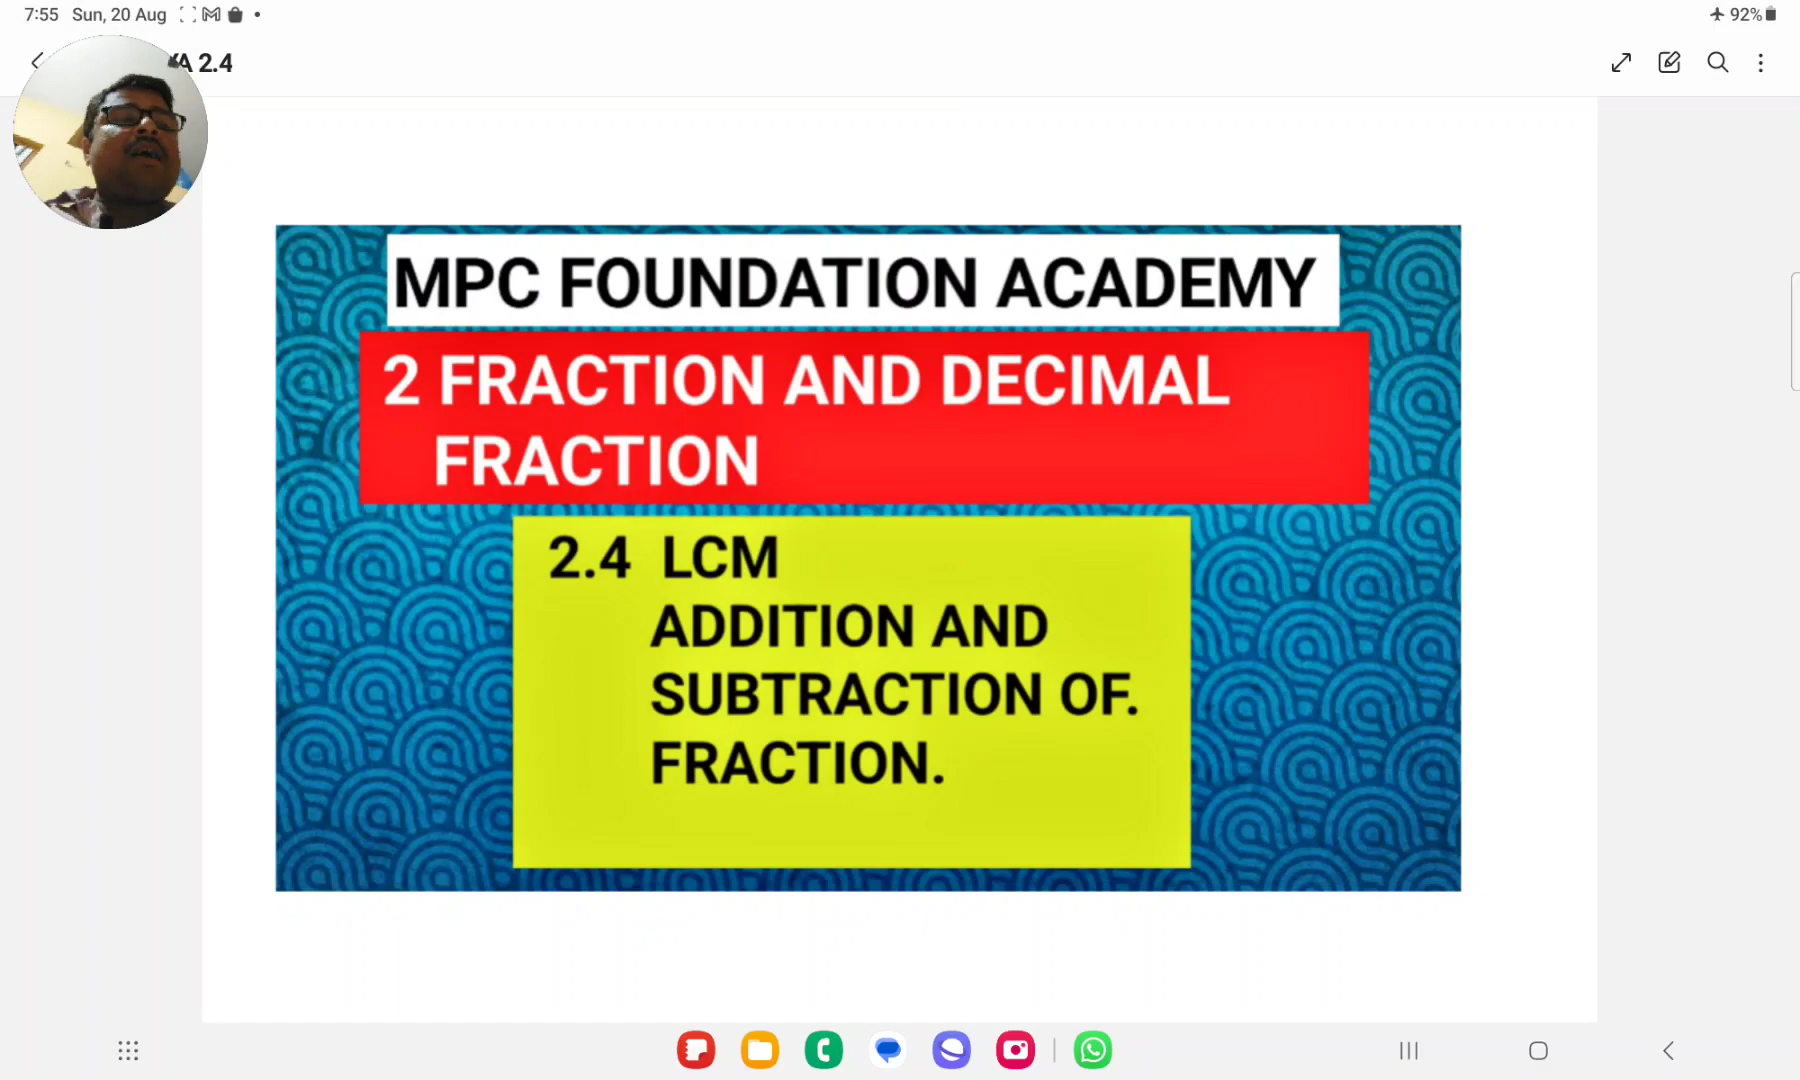 7:55 Sun, 20 Aug
92%
A 2.4
MPC FOUNDATION ACADEMY
2 FRACTION AND DECIMAL
FRACTION
2.4 LCM
ADDITION AND
SUBTRACTION OF.
FRACTION.